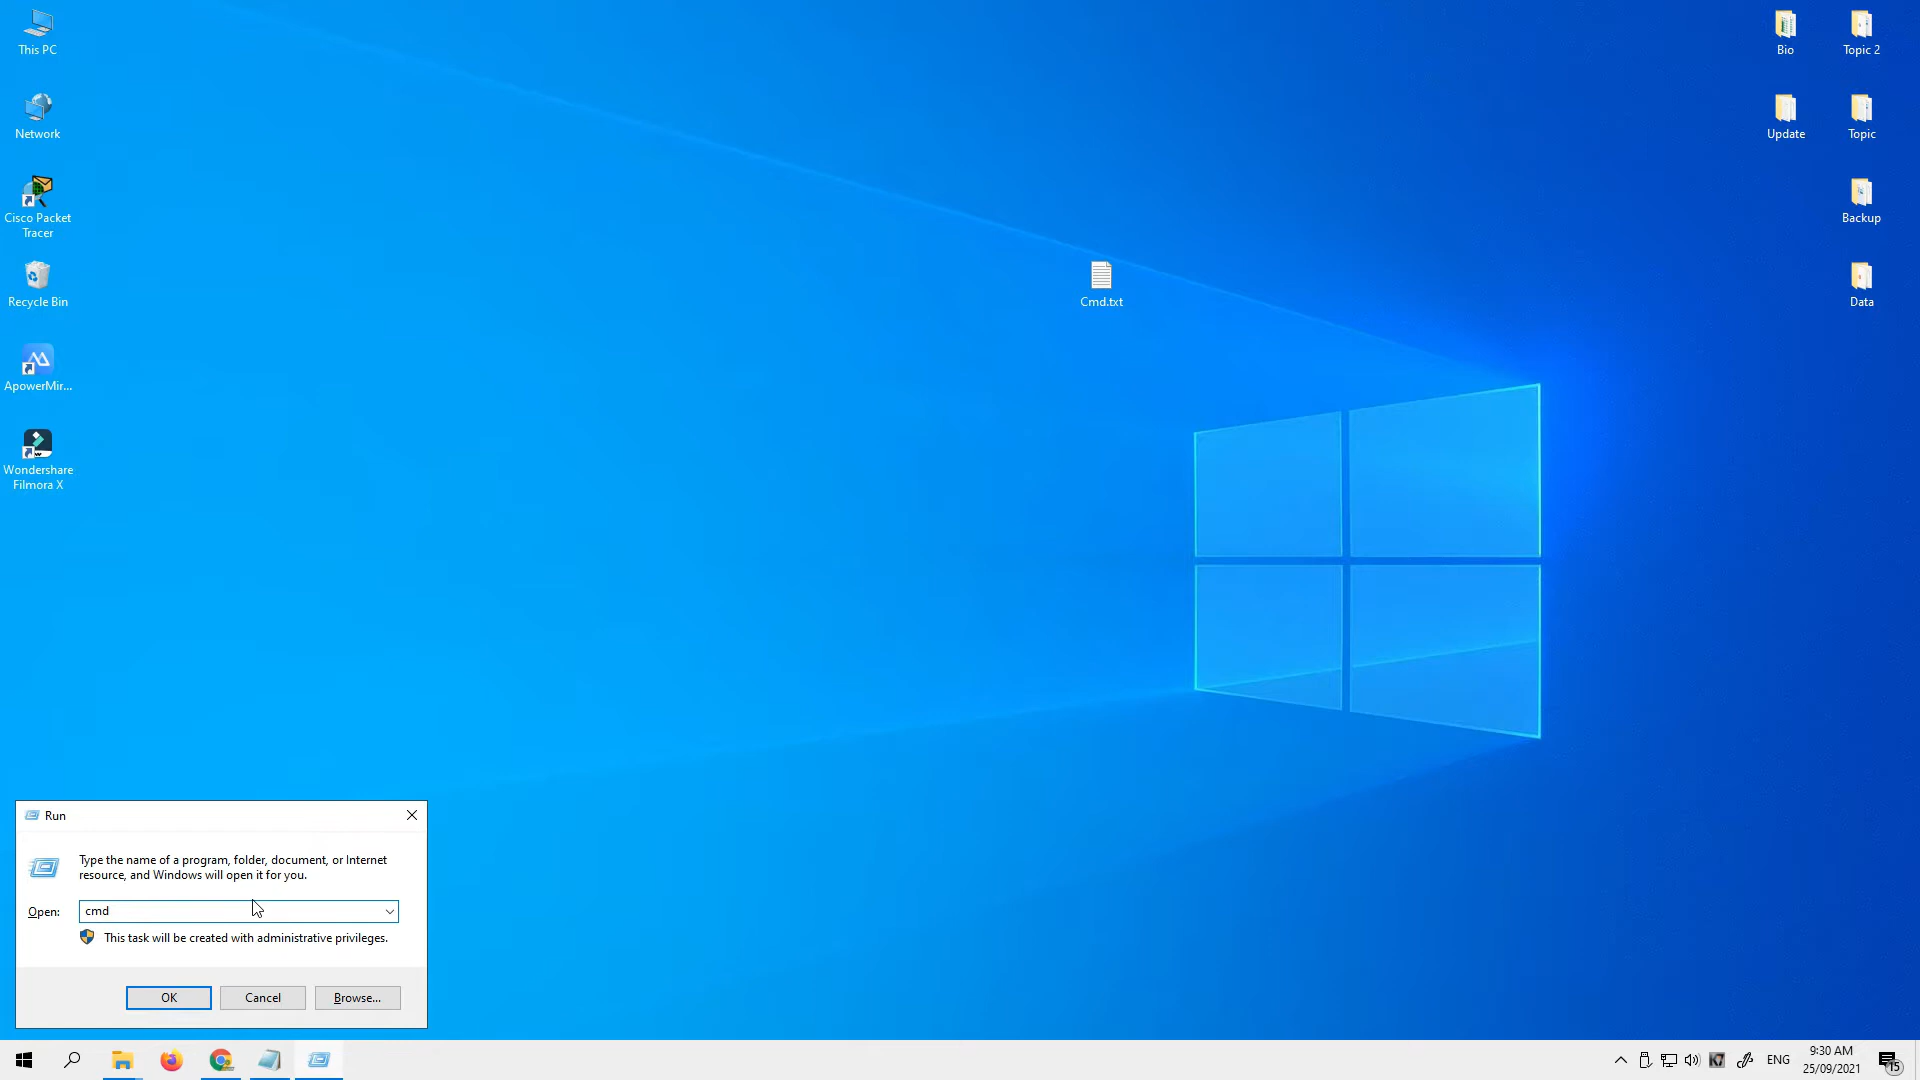 This PC
Network
Cisco Packet
Tracer
Recycle Bin
ApowerMir...
Wondershare
Filmora X
Cmd.txt
Bio
Topic 2
Update
Topic
Backup
Data
Run
Type the name of a program, folder, document, or Internet
resource, and Windows will open it for you.
Open:
cmd
This task will be created with administrative privileges.
OK
Cancel
Browse...
ENG
9:30 AM
25/09/2021
15